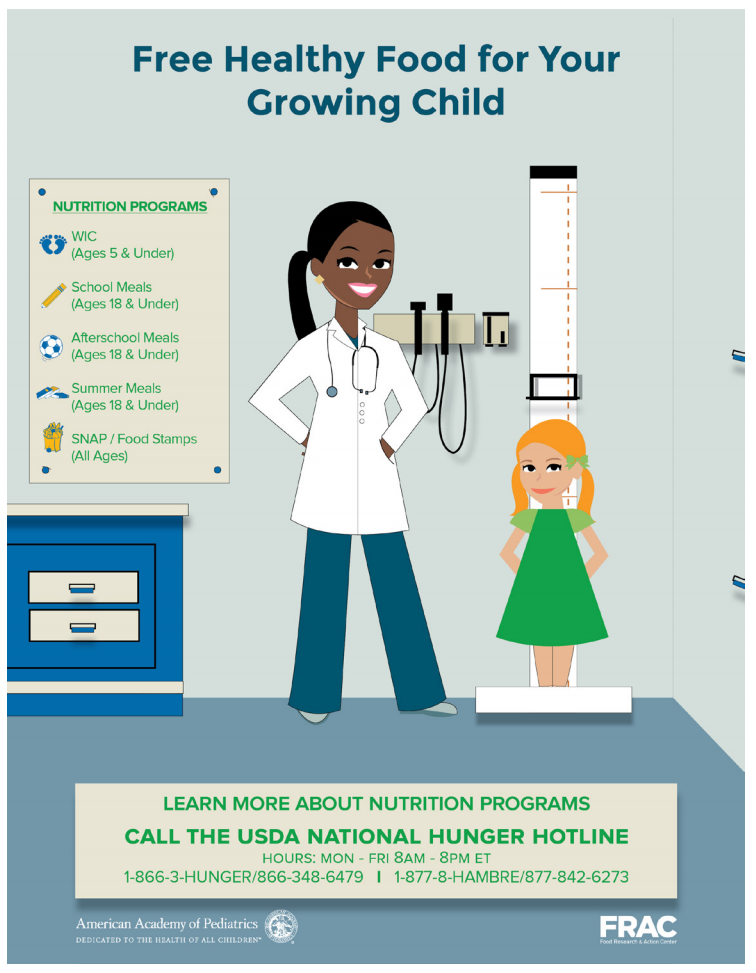 Free Healthy Food for Your
Growing Child
NUTRITION PROGRAMS
WIC
(Ages 5 & Under)
School Meals
(Ages 18 & Under)
Afterschool Meals
(Ages 18 & Under)
Summer Meals
(Ages 18 & Under)
SNAP / Food Stamps
(All Ages)
LEARN MORE ABOUT NUTRITION PROGRAMS
CALL THE USDA NATIONAL HUNGER HOTLINE
HOURS: MON - FRI 8AM - 8PM ET
1-866-3-HUNGER/866-348-6479 I 1-877-8-HAMBRE/877-842-6273
American Academy of Pediatrics
DEDICATED TO THE HEALTH OF ALL CHILDREN™
FRAC
Food Research & Action Center